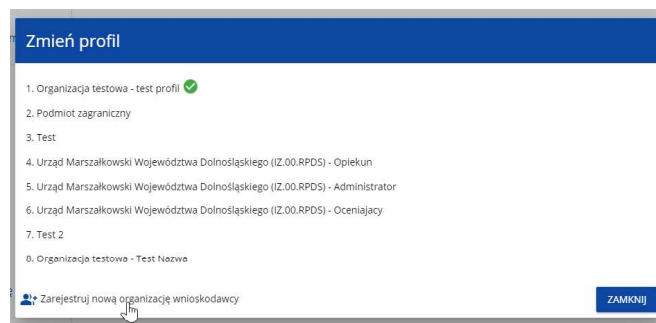 Zmień profil
1. Organizacja testowa - test profil
2. Podmiot zagraniczny
3. Test
4. Urząd Marszałkowski Województwa Dolnośląskiego (IZ.00.RPDS) - Opiekun
5. Urząd Marszałkowski Województwa Dolnośląskiego (IZ.00.RPDS) - Administrator
6. Urząd Marszałkowski Województwa Dolnośląskiego (IZ.00.RPDS) - Oceniajacy
7. Test 2
8. Organizacja testowa - Test Nazwa
Zarejestruj nową organizację wnioskodawcy
ZAMKNIJ